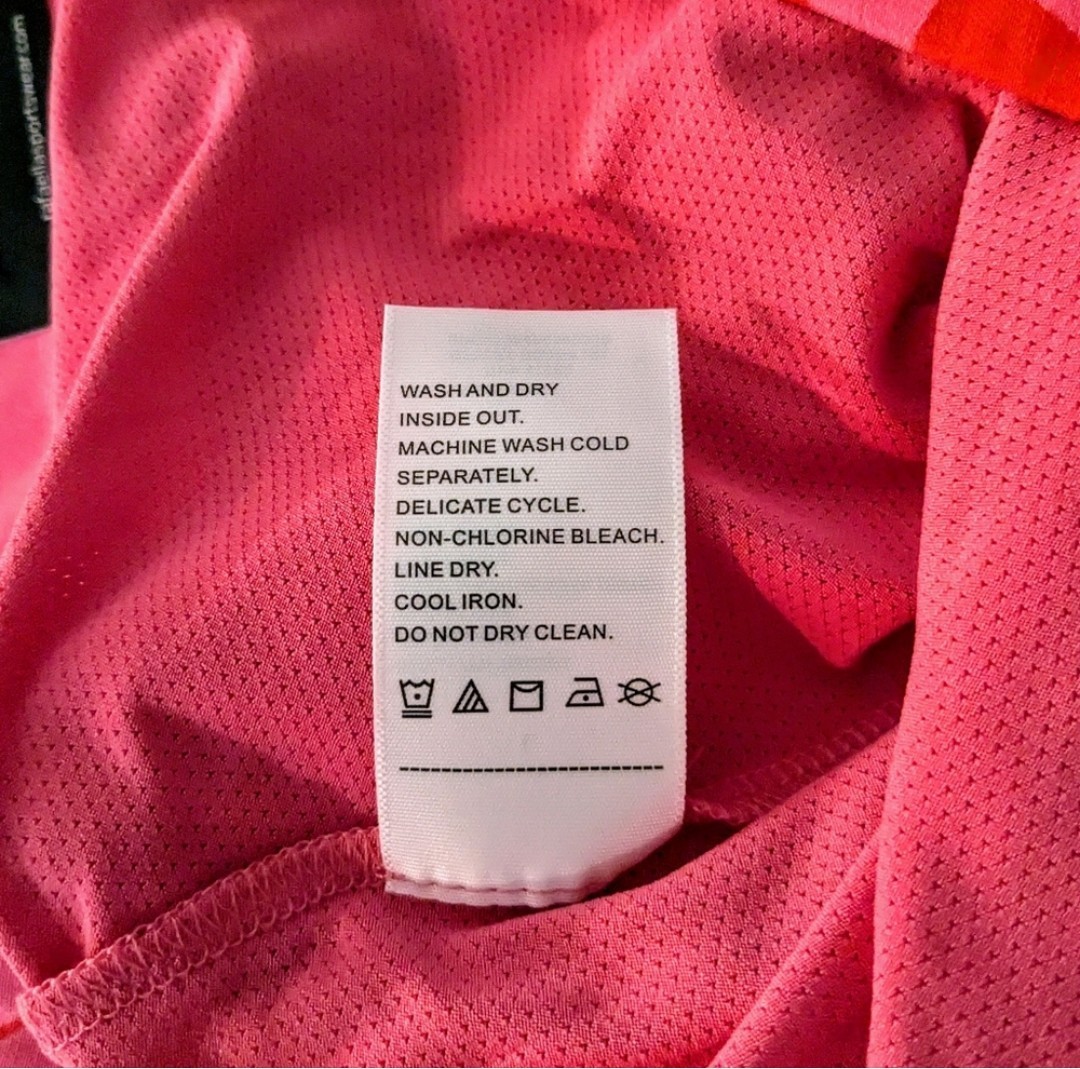 WASH AND DRY
INSIDE OUT.
MACHINE WASH COLD
SEPARATELY.
DELICATE CYCLE.
NON-CHLORINE BLEACH.
LINE DRY.
COOL IRON.
DO NOT DRY CLEAN.